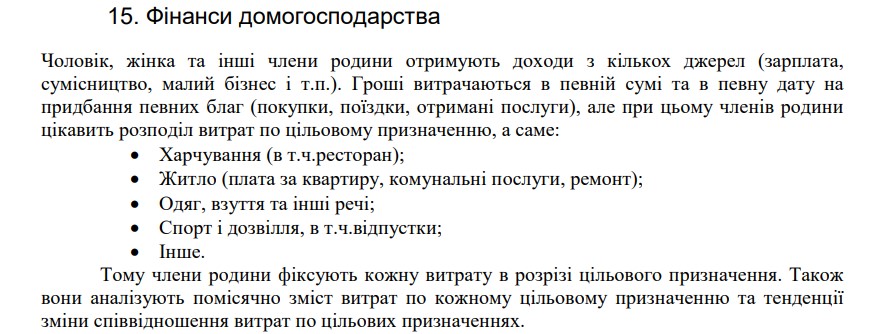 15. Фінанси домогосподарства
Чоловік, жінка та інші члени родини отримують доходи з кількох джерел (зарплата,
сумісництво, малий бізнес і т.п.). Гроші витрачаються в певній сумі та в певну дату на
придбання певних благ (покупки, поїздки, отримані послуги), але при цьому членів родини
цікавить розподіл витрат по цільовому призначенню, а саме:
• Харчування (в т.ч.ресторан);
• Житло (плата за квартиру, комунальні послуги, ремонт);
• Одяг, взуття та інші речі;
• Спорт і дозвілля, в т.ч.відпустки;
• Інше.
Тому члени родини фіксують кожну витрату в розрізі цільового призначення. Також
вони аналізують помісячно зміст витрат по кожному цільовому призначенню та тенденції
зміни співвідношення витрат по цільових призначеннях.